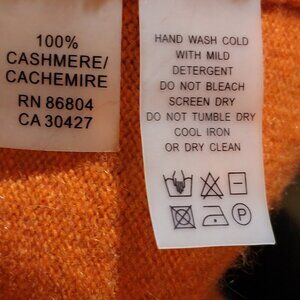 100%
CASHMERE/
CACHEMIRE
RN 86804
CA 30427
HAND WASH COLD
WITH MILD
DETERGENT
DO NOT BLEACH
SCREEN DRY
DO NOT TUMBLE DRY
COOL IRON
OR DRY CLEAN
P